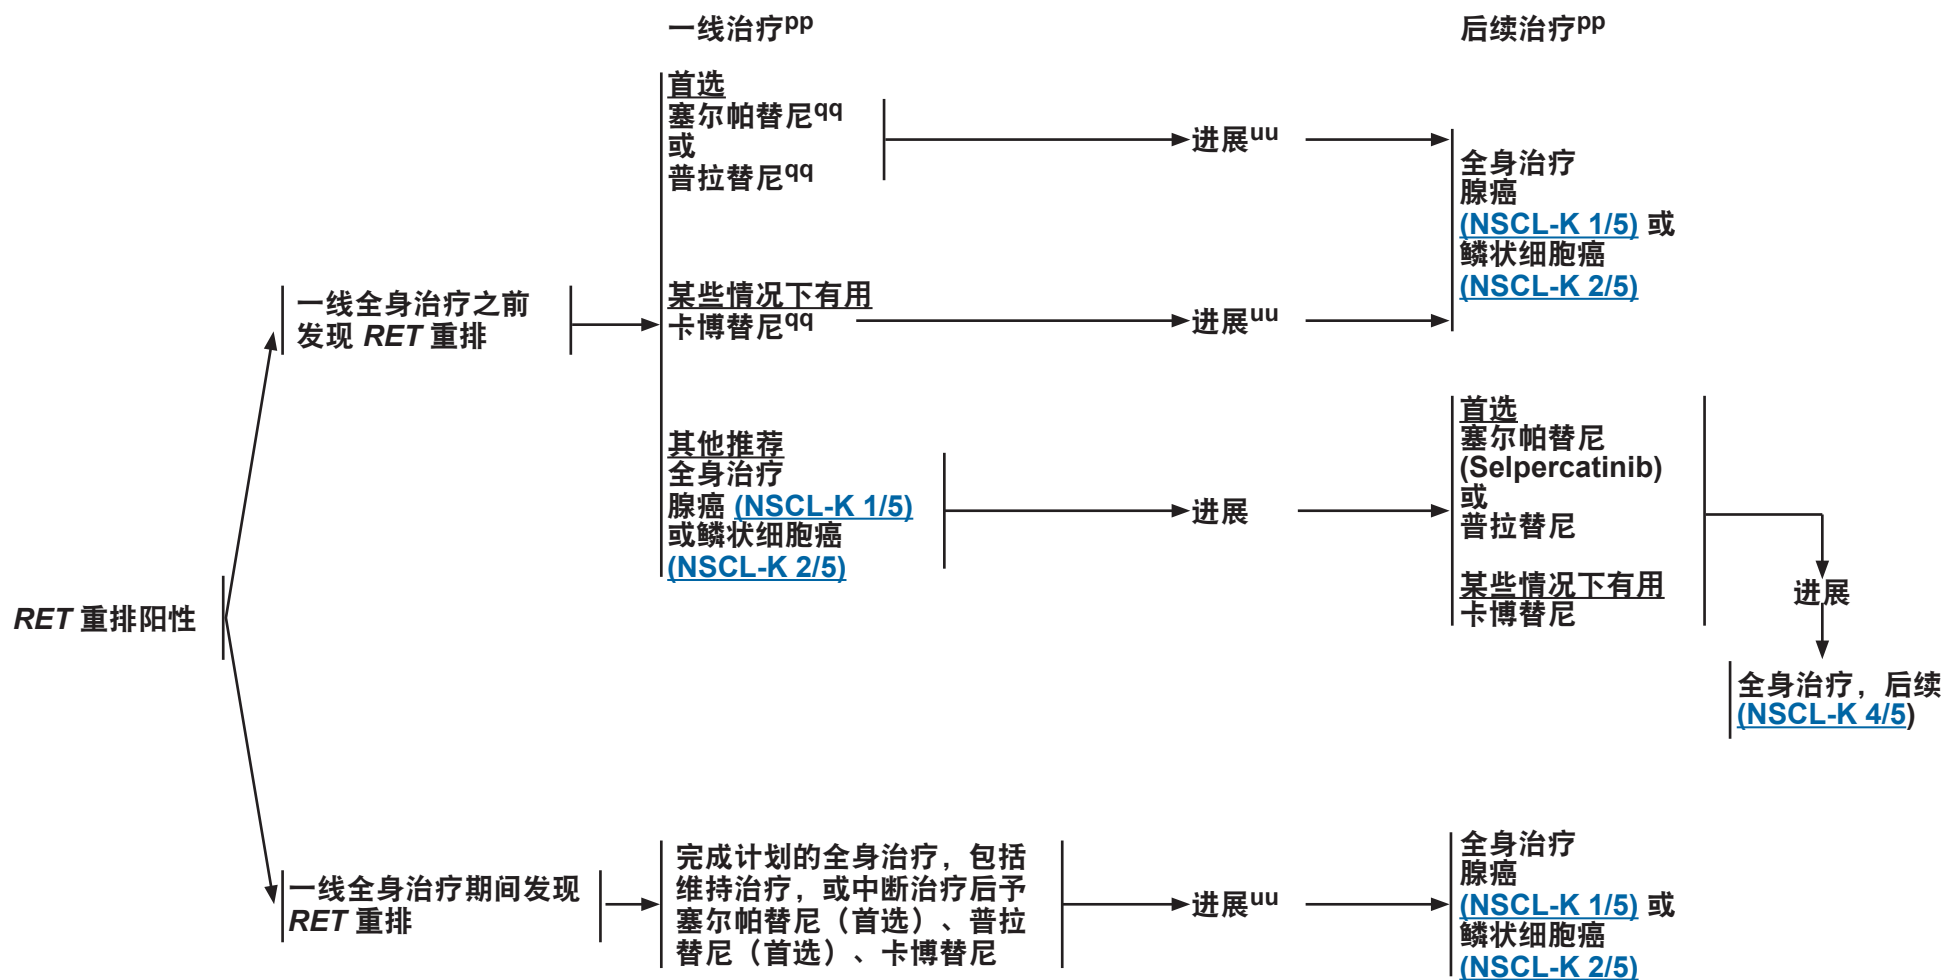 一线治疗pp
后续治疗pp
首选
塞尔帕替尼qq
或
普拉替尼qq
进展uu
全身治疗
腺癌
(NSCL-K 1/5) 或
鳞状细胞癌
(NSCL-K 2/5)
一线全身治疗之前
发现 RET 重排
某些情况下有用
卡博替尼qq
进展uu
其他推荐
全身治疗
腺癌 (NSCL-K 1/5)
或鳞状细胞癌
(NSCL-K 2/5)
进展
首选
塞尔帕替尼
(Selpercatinib)
或
普拉替尼
某些情况下有用
卡博替尼
进展
全身治疗，后续
(NSCL-K 4/5)
RET 重排阳性
一线全身治疗期间发现
RET 重排
完成计划的全身治疗，包括
维持治疗，或中断治疗后予
塞尔帕替尼（首选）、普拉
替尼（首选）、卡博替尼
进展uu
全身治疗
腺癌
(NSCL-K 1/5) 或
鳞状细胞癌
(NSCL-K 2/5)